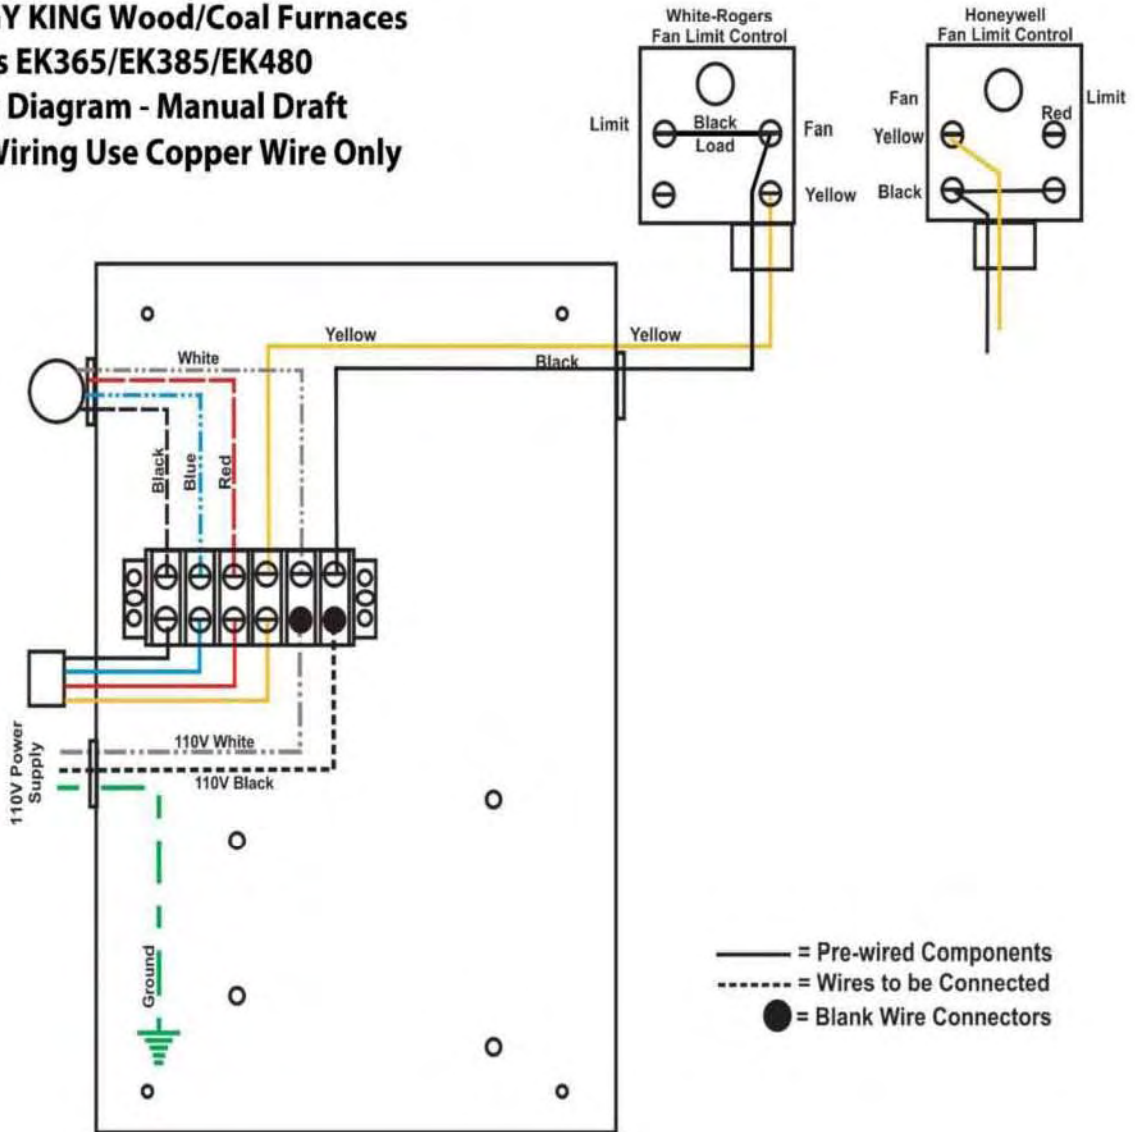 KING Wood/Coal Furnaces
EK365/EK385/EK480
Diagram - Manual Draft
Wiring Use Copper Wire Only
White-Rogers
Fan Limit Control
Limit
Black
Load
Fan
Yellow
Honeywell
Fan Limit Control
Fan
Limit
Red
Yellow
Black
Yellow
Yellow
Black
White
Black
Blue
Red
110V Power
Supply
110V White
110V Black
Ground
= Pre-wired Components
= Wires to be Connected
= Blank Wire Connectors